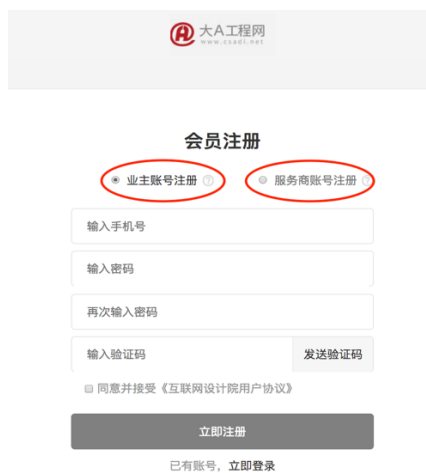 大A工程网
www.csadi.net
会员注册
业主账号注册 ? 服务商账号注册 ?
输入手机号
输入密码
再次输入密码
输入验证码 发送验证码
同意并接受《互联网设计院用户协议》
立即注册
已有账号，立即登录